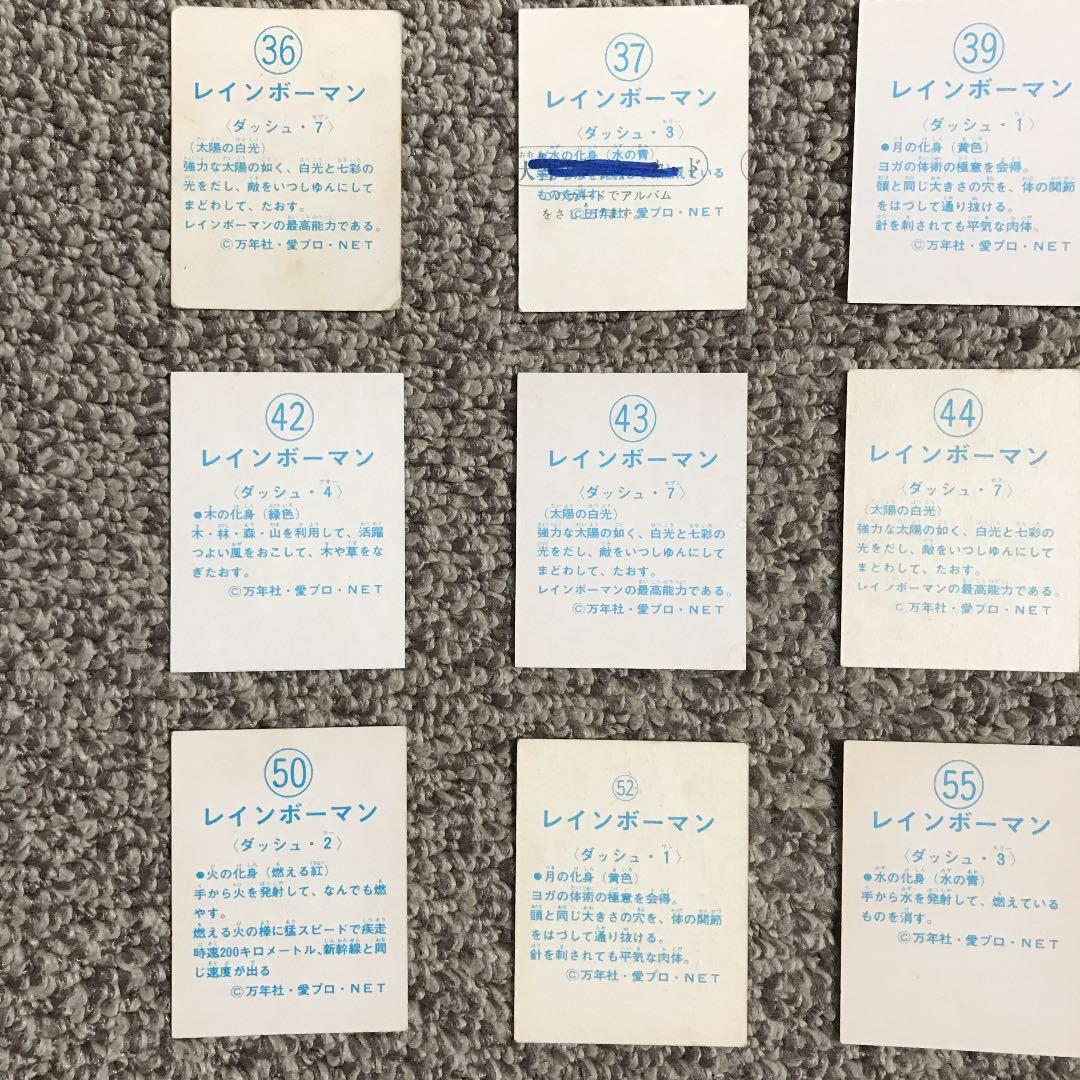 36
レインボーマン
〈ダッシュ・7〉
(太陽の白光)
強力な太陽の如く、白光と七彩の
光をだし、敵をいつしゆんにして
まどわして、たおす。
レインボーマンの最高能力である。
©万年社・愛プロ・NET
37
レインボーマン
〈ダッシュ・3〉
水の化身(水の青)
ものを消す
でアルバム
をさし上げます。
©万年社・愛プロ・NET
39
レインボーマン
〈ダッシュ・1〉
●月の化身(黄色)
ヨガの体術の極意を会得。
頭と同じ大きさの穴を、体の関節
をはづして通り抜ける。
針を刺されても平気な肉体。
©万年社・愛プロ・NET
42
レインボーマン
〈ダッシュ・4〉
●木の化身(緑色)
木・林・森・山を利用して、活躍
つよい風をおこして、木や草をな
ぎたおす。
©万年社・愛プロ・NET
43
レインボーマン
〈ダッシュ・7〉
(太陽の白光)
強力な太陽の如く、白光と七彩の
光をだし、敵をいつしゆんにして
まどわして、たおす。
レインボーマンの最高能力である。
©万年社・愛プロ・NET
44
レインボーマン
〈ダッシュ・7〉
(太陽の白光)
強力な太陽の如く、白光と七彩の
光をだし、敵をいつしゆんにして
まどわして、たおす。
レインボーマンの最高能力である。
©万年社・愛プロ・NET
50
レインボーマン
〈ダッシュ・2〉
●火の化身(燃える紅)
手から火を発射して、なんでも燃
やす。
燃える火の様に猛スピードで疾走
時速200キロメートル、新幹線と同
じ速度が出る
©万年社・愛プロ・NET
52
レインボーマン
〈ダッシュ・1〉
●月の化身(黄色)
ヨガの体術の極意を会得。
頭と同じ大きさの穴を、体の関節
をはづして通り抜ける。
針を刺されても平気な肉体。
©万年社・愛プロ・NET
55
レインボーマン
〈ダッシュ・3〉
●水の化身(水の青)
手から水を発射して、燃えている
ものを消す。
©万年社・愛プロ・NET